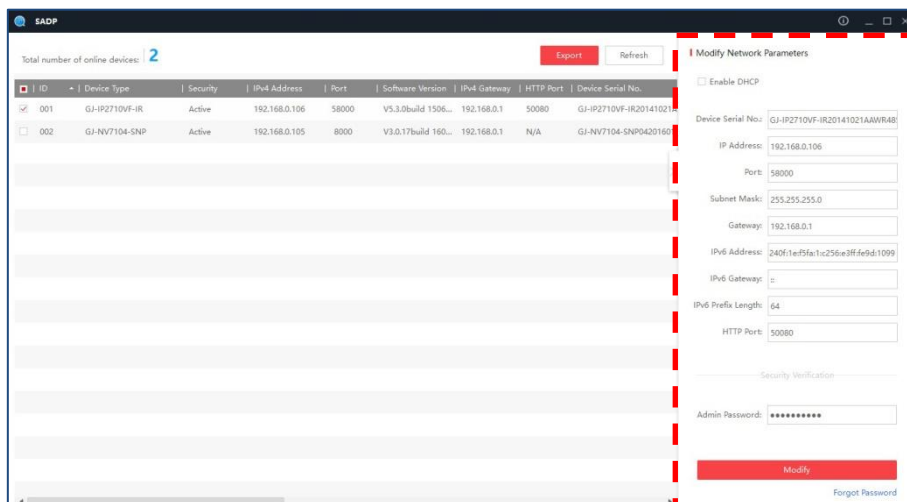 SADP
Total number of online devices: 2
Export
Refresh
ID | Device Type | Security | IPv4 Address | Port | Software Version | IPv4 Gateway | HTTP Port | Device Serial No.
001 GJ-IP2710VF-IR Active 192.168.0.106 58000 V5.3.0build 1506... 192.168.0.1 50080 GJ-IP2710VF-IR20141021A
002 GJ-NV7104-SNP Active 192.168.0.105 8000 V3.0.17build 160... 192.168.0.1 N/A GJ-NV7104-SNP04201601
Modify Network Parameters
Enable DHCP
Device Serial No.: GJ-IP2710VF-IR20141021AAWR485
IP Address: 192.168.0.106
Port: 58000
Subnet Mask: 255.255.255.0
Gateway: 192.168.0.1
IPv6 Address: 240f:1e:f5fa:1:c256:e3ff:fe9d:1099
IPv6 Gateway: ::
IPv6 Prefix Length: 64
HTTP Port: 50080
Security Verification
Admin Password: ●●●●●●●●●●
Modify
Forgot Password